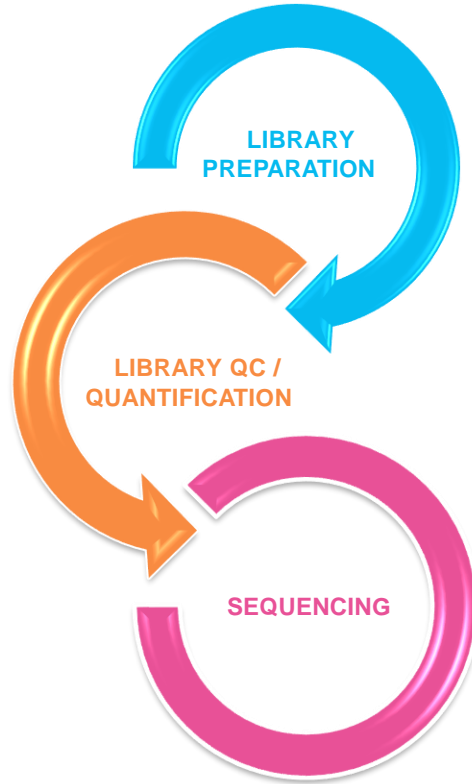 LIBRARY
PREPARATION
LIBRARY QC /
QUANTIFICATION
SEQUENCING